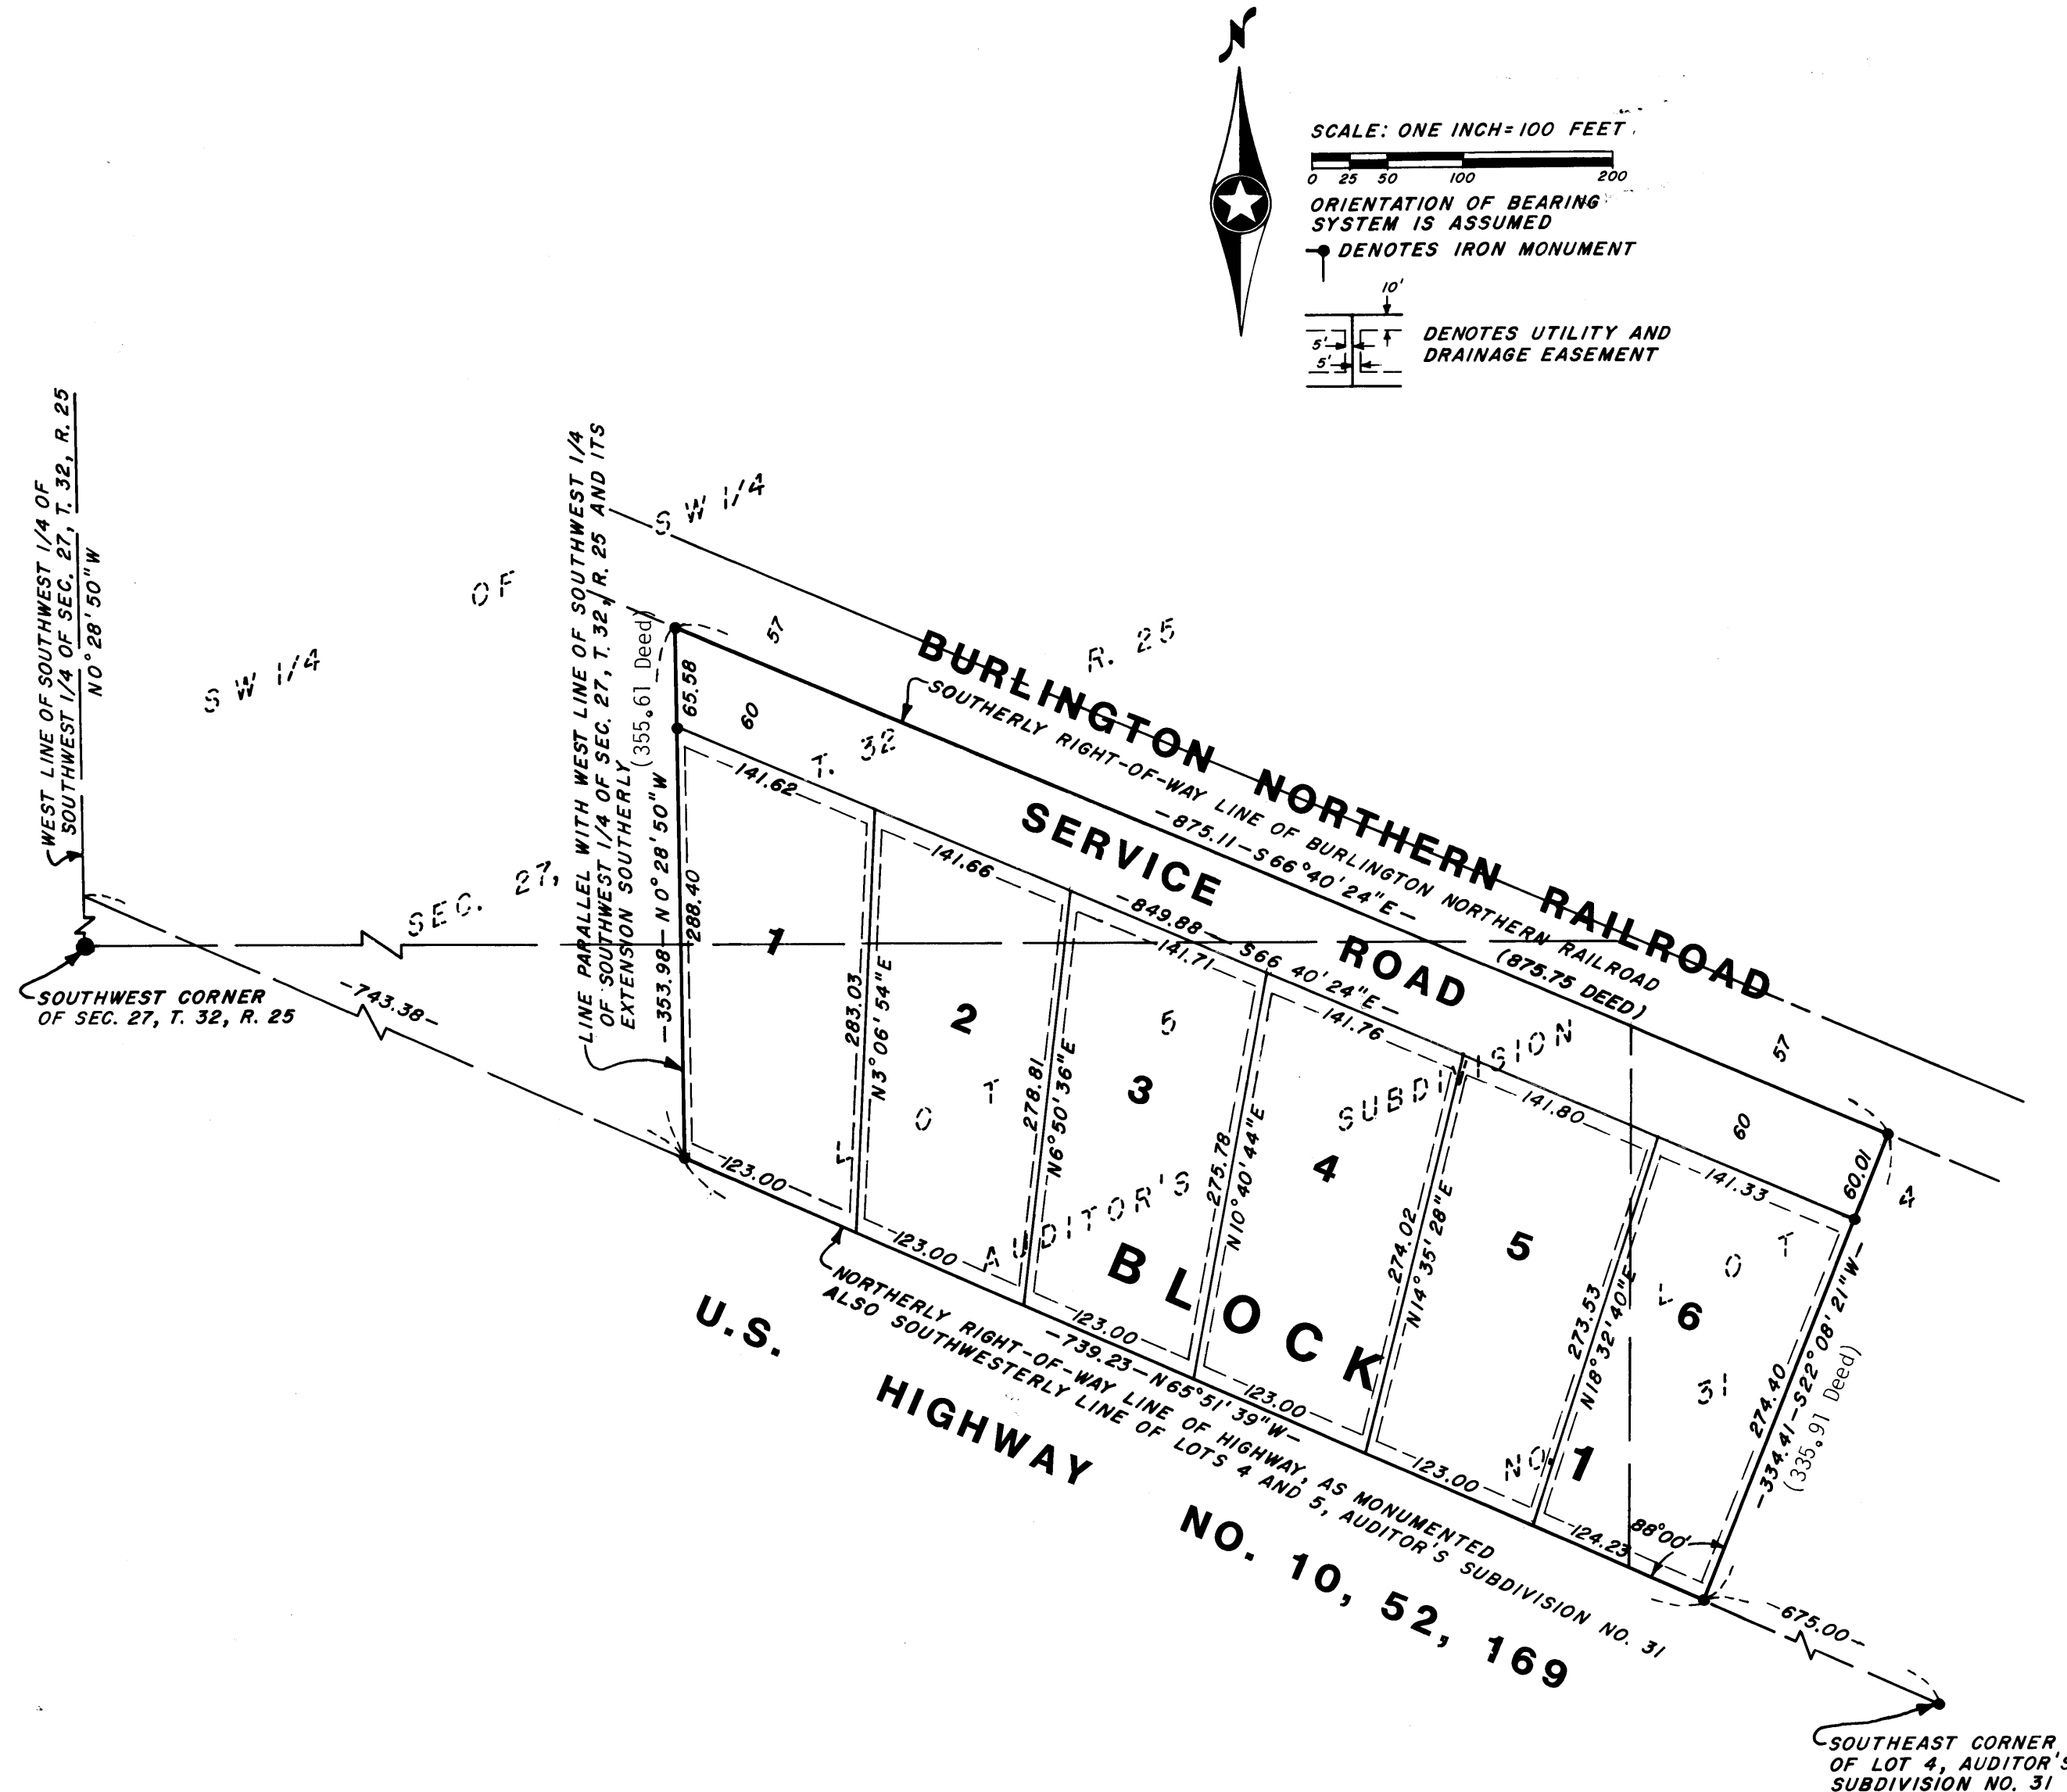 N
SCALE: ONE INCH=100 FEET
0 25 50 100 200
ORIENTATION OF BEARING
SYSTEM IS ASSUMED
DENOTES IRON MONUMENT
10'
5'
5'
DENOTES UTILITY AND
DRAINAGE EASEMENT
WEST LINE OF SOUTHWEST 1/4 OF
SOUTHWEST 1/4 OF SEC. 27, T. 32, R. 25
N0°28'50"W
LINE PARALLEL WITH WEST LINE OF SOUTHWEST 1/4
OF SOUTHWEST 1/4 OF SEC. 27, T. 32, R. 25 AND ITS
EXTENSION SOUTHERLY
(355.61 Deed)
-353.98-N0°28'50"W
SW 1/4
OF
SW 1/4
SEC. 27,
T. 32
R. 25
57
65.58
60
BURLINGTON NORTHERN RAILROAD
SOUTHERLY RIGHT-OF-WAY LINE OF BURLINGTON NORTHERN RAILROAD
-875.11-S66°40'24"E-
(875.75 DEED)
SERVICE ROAD
-849.88-S66 40'24"E-
57
60
60.01
141.62
141.66
141.71
141.76
141.80
141.33
288.40
1
283.03
N3°06'54"E
2
278.81
N6°50'36"E
3
275.78
N10°40'44"E
4
274.02
N14°35'28"E
5
273.53
N18°32'40"E
6
274.40
-334.41-S22°08'21"W-
(335.91 Deed)
LOT 5
AUDITOR'S SUBDIVISION
NO. 31
LOT 4
BLOCK 1
123.00
123.00
123.00
123.00
123.00
124.23
88°00'
SOUTHWEST CORNER
OF SEC. 27, T. 32, R. 25
-743.38-
-739.23-N65°51'39"W-
NORTHERLY RIGHT-OF-WAY LINE OF HIGHWAY, AS MONUMENTED
ALSO SOUTHWESTERLY LINE OF LOTS 4 AND 5, AUDITOR'S SUBDIVISION NO. 31
U.S. HIGHWAY NO. 10, 52, 169
-675.00-
SOUTHEAST CORNER
OF LOT 4, AUDITOR'S
SUBDIVISION NO. 31